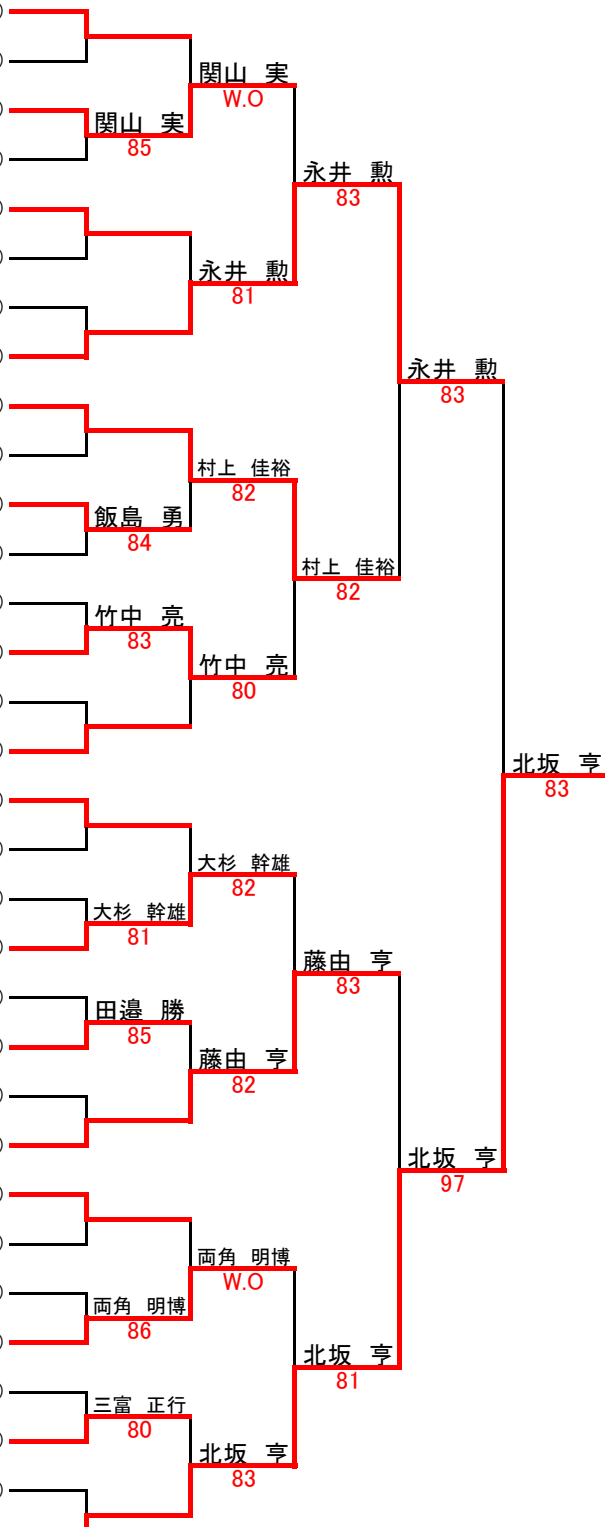 関山 実
W.O
関山 実
85
永井 勲
83
永井 勲
81
永井 勲
83
村上 佳裕
82
飯島 勇
84
村上 佳裕
82
竹中 亮
83
竹中 亮
80
北坂 亨
83
大杉 幹雄
82
大杉 幹雄
81
藤由 亨
83
田邉 勝
85
藤由 亨
82
北坂 亨
97
両角 明博
W.O
両角 明博
86
北坂 亨
81
三富 正行
80
北坂 亨
83